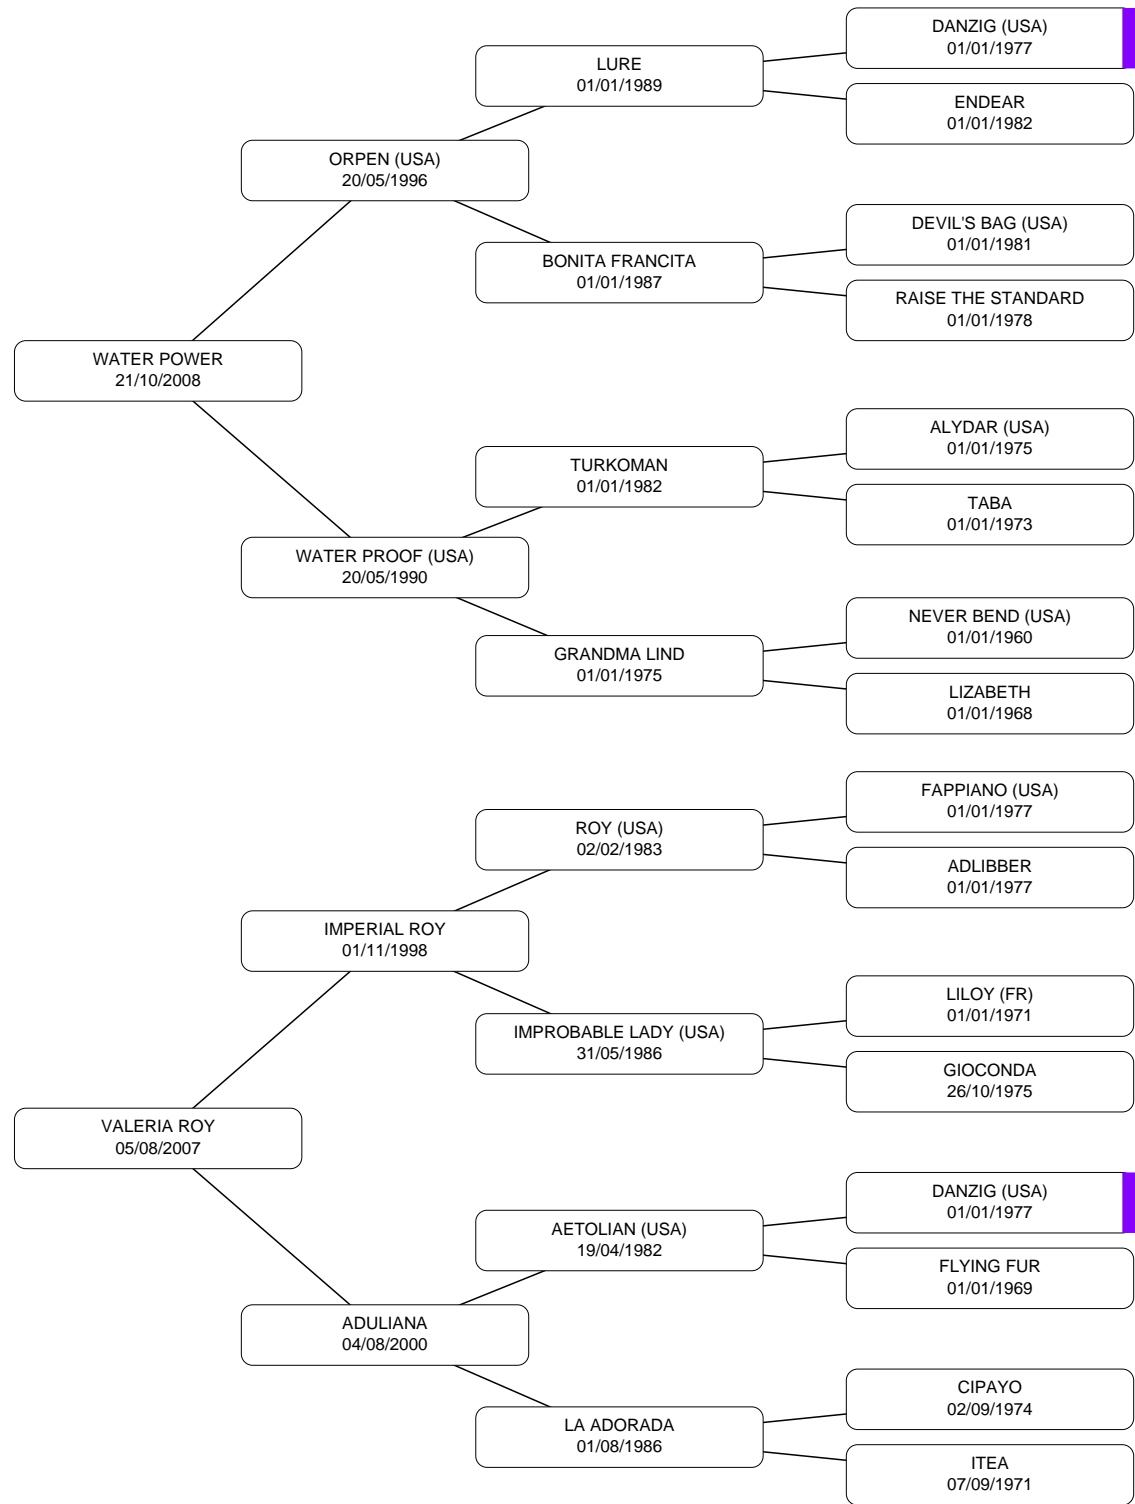 DANZIG (USA)
01/01/1977
LURE
01/01/1989
ENDEAR
01/01/1982
ORPEN (USA)
20/05/1996
DEVIL'S BAG (USA)
01/01/1981
BONITA FRANCITA
01/01/1987
RAISE THE STANDARD
01/01/1978
WATER POWER
21/10/2008
ALYDAR (USA)
01/01/1975
TURKOMAN
01/01/1982
TABA
01/01/1973
WATER PROOF (USA)
20/05/1990
NEVER BEND (USA)
01/01/1960
GRANDMA LIND
01/01/1975
LIZABETH
01/01/1968
FAPPIANO (USA)
01/01/1977
ROY (USA)
02/02/1983
ADLIBBER
01/01/1977
IMPERIAL ROY
01/11/1998
LILOY (FR)
01/01/1971
IMPROBABLE LADY (USA)
31/05/1986
GIOCONDA
26/10/1975
VALERIA ROY
05/08/2007
DANZIG (USA)
01/01/1977
AETOLIAN (USA)
19/04/1982
FLYING FUR
01/01/1969
ADULIANA
04/08/2000
CIPAYO
02/09/1974
LA ADORADA
01/08/1986
ITEA
07/09/1971